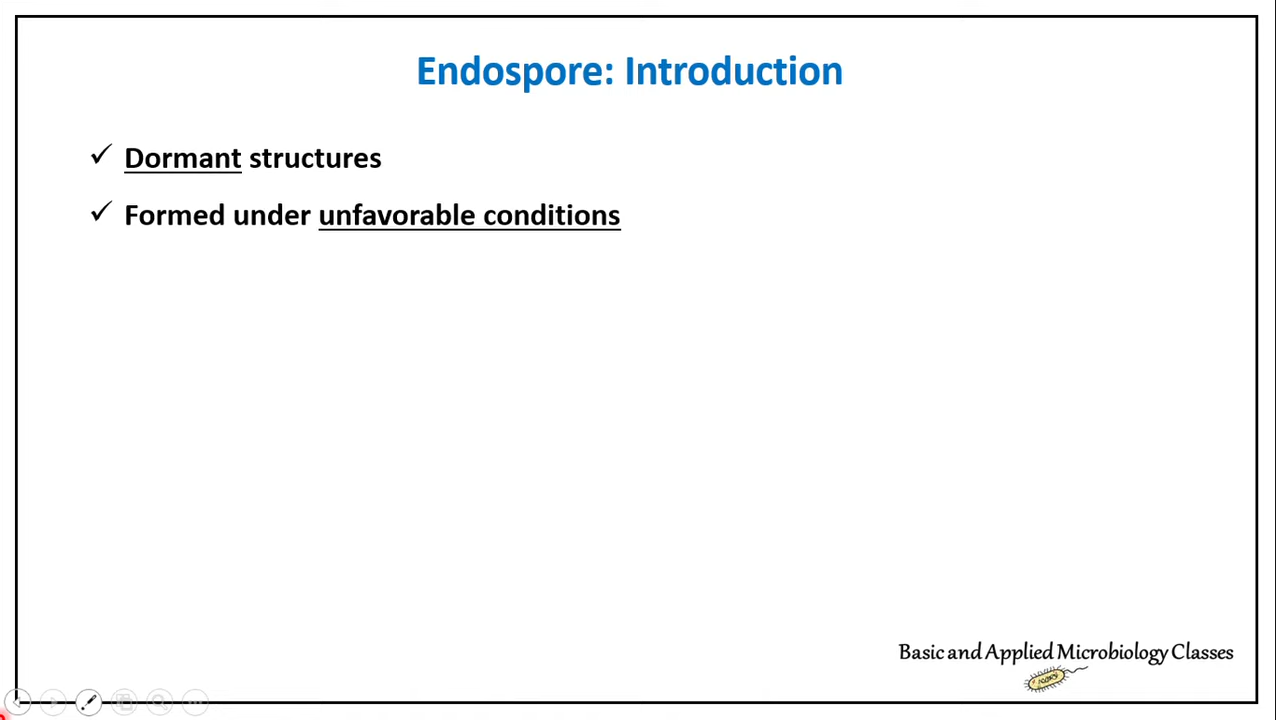 Endospore: Introduction
✓ Dormant structures
✓ Formed under unfavorable conditions
Basic and Applied Microbiology Classes